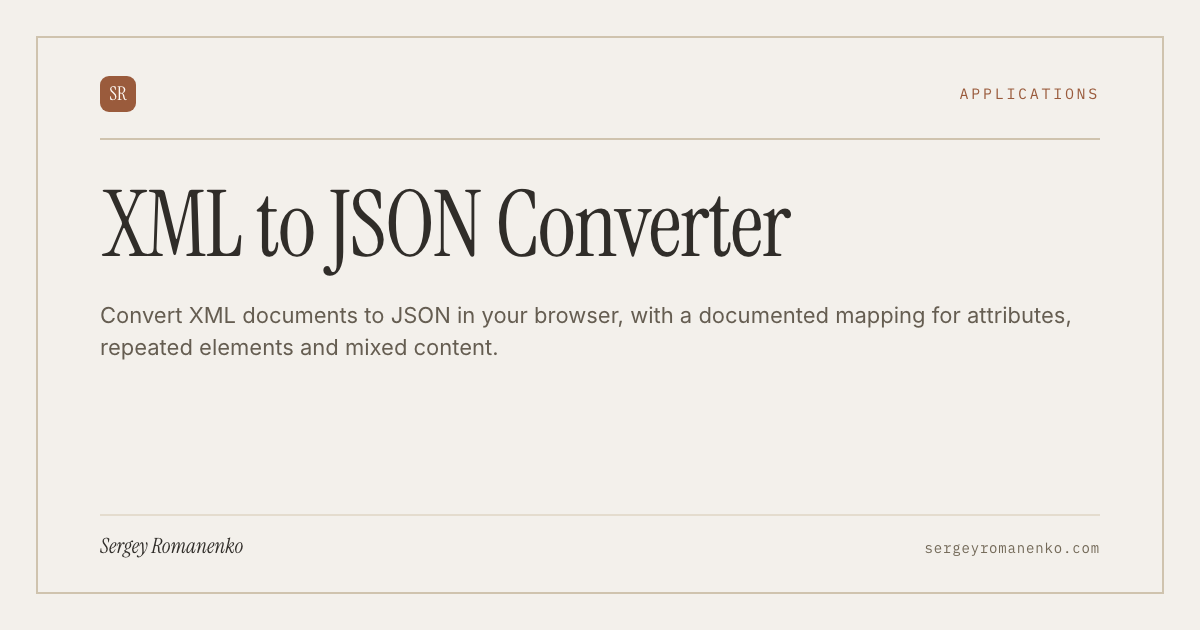 SR
APPLICATIONS
XML to JSON Converter
Convert XML documents to JSON in your browser, with a documented mapping for attributes,
repeated elements and mixed content.
Sergey Romanenko
sergeyromanenko.com